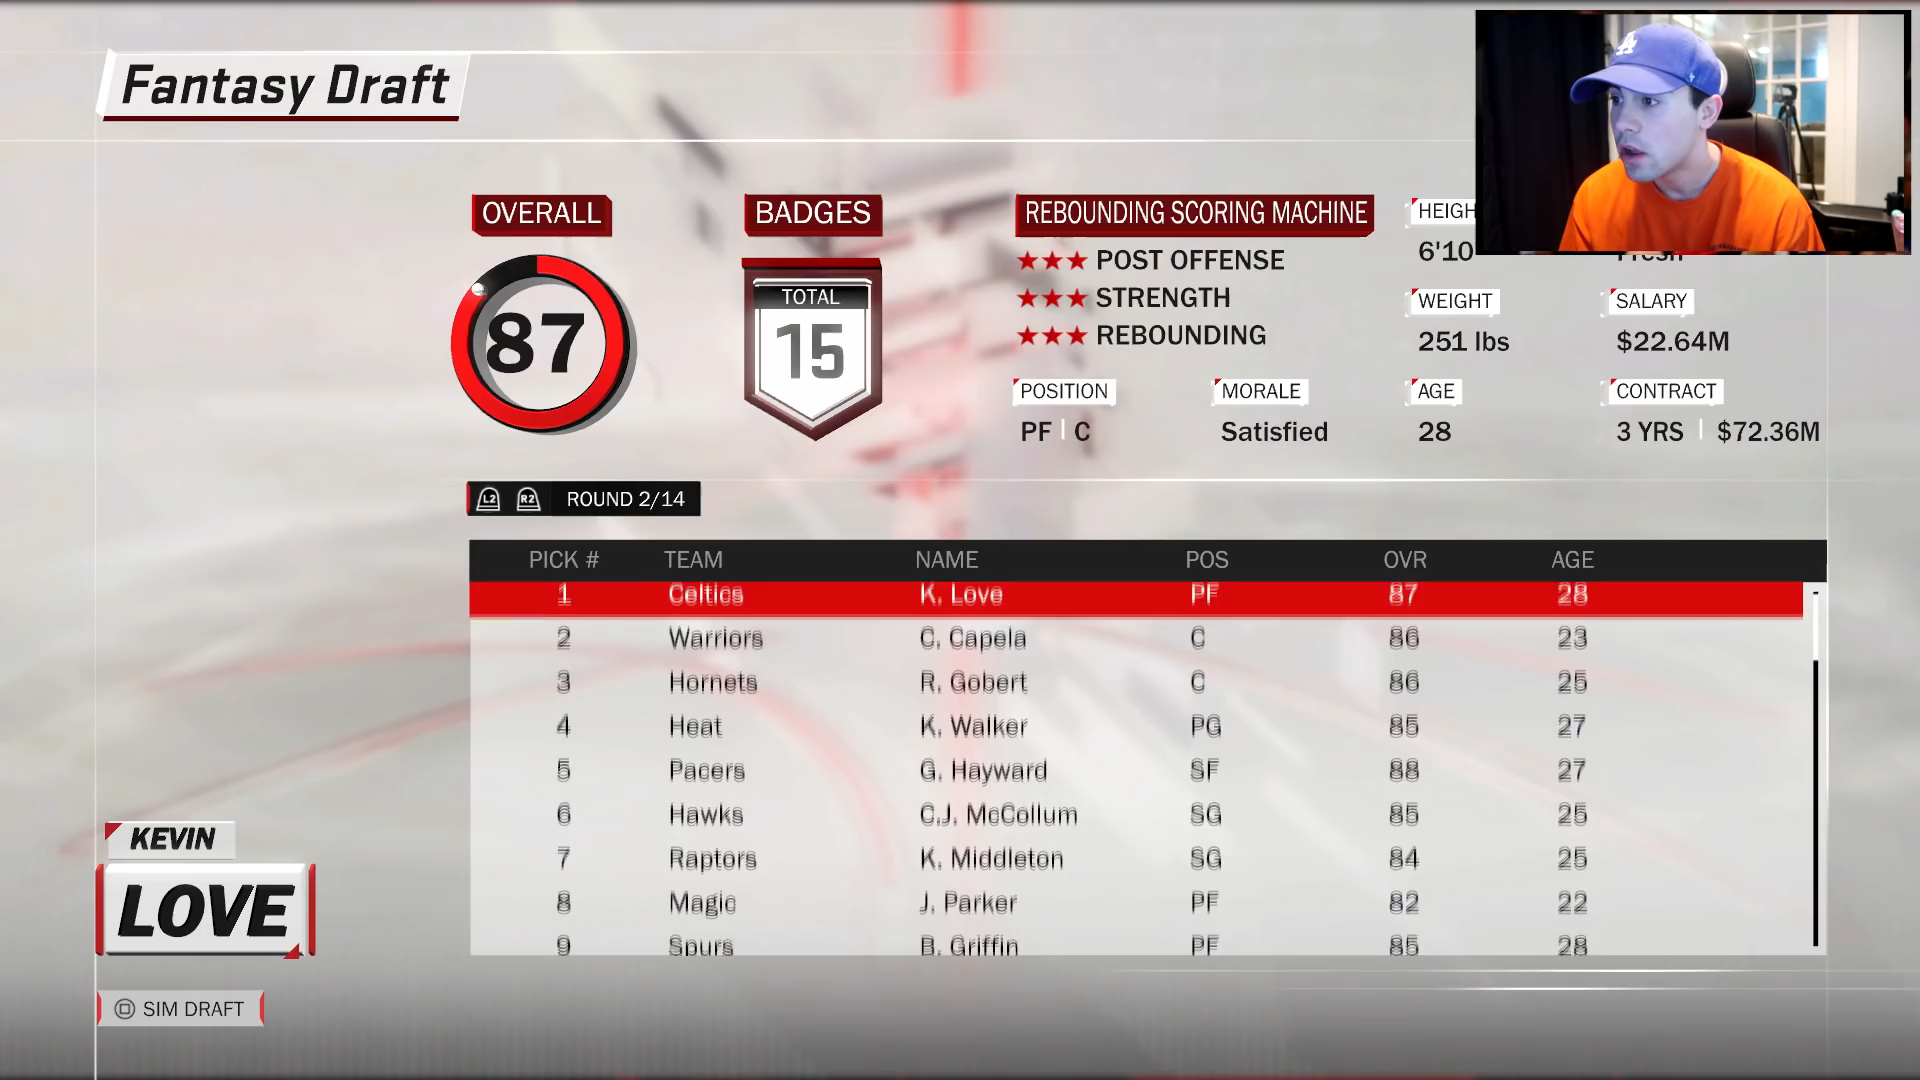 Fantasy Draft
OVERALL
87
BADGES
TOTAL
15
REBOUNDING SCORING MACHINE
★★★ POST OFFENSE
★★★ STRENGTH
★★★ REBOUNDING
POSITION
PF | C
MORALE
Satisfied
HEIGH
6'10
WEIGHT
251 lbs
SALARY
$22.64M
AGE
28
CONTRACT
3 YRS | $72.36M
L2 R2 ROUND 2/14
PICK # TEAM NAME POS OVR AGE
1 Celtics K. Love PF 87 28
2 Warriors C. Capela C 86 23
3 Hornets R. Gobert C 86 25
4 Heat K. Walker PG 85 27
5 Pacers G. Hayward SF 88 27
6 Hawks C.J. McCollum SG 85 25
7 Raptors K. Middleton SG 84 25
8 Magic J. Parker PF 82 22
9 Spurs B. Griffin PF 85 28
KEVIN
LOVE
SIM DRAFT
LA